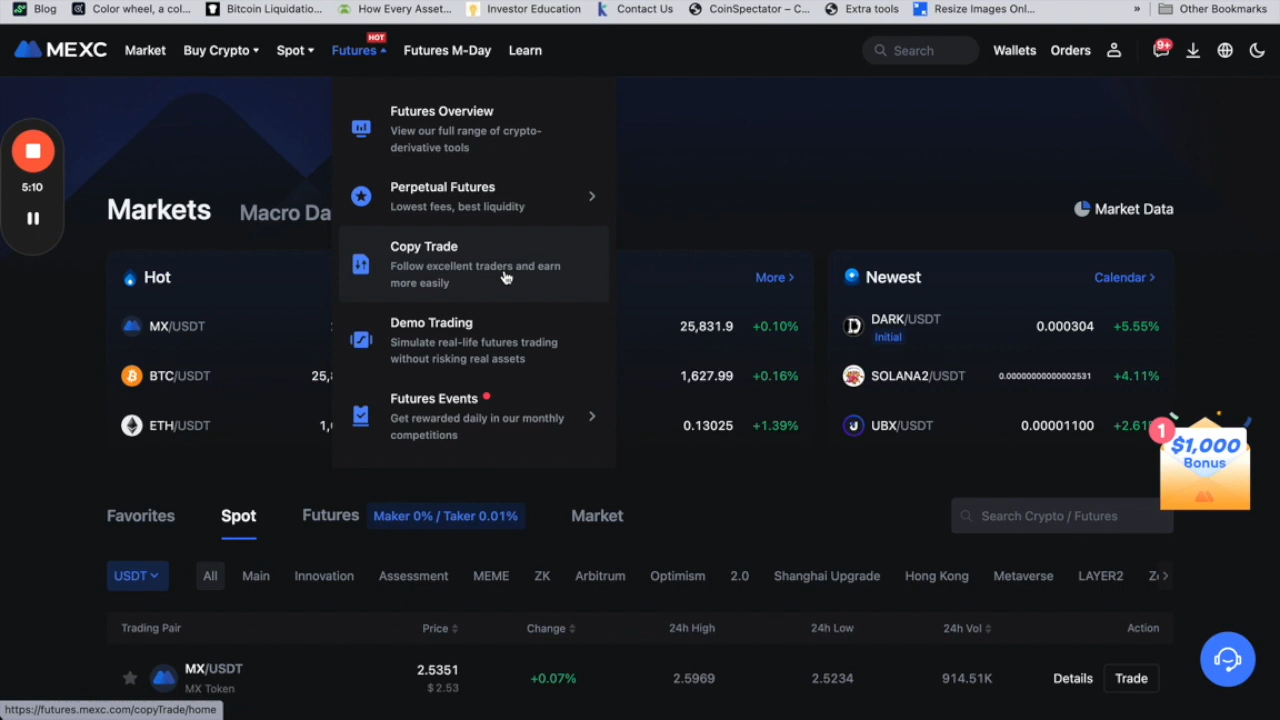 Blog
Color wheel, a col...
Bitcoin Liquidatio...
How Every Asset...
Investor Education
Contact Us
CoinSpectator – C...
Extra tools
Resize Images Onl...
»
Other Bookmarks
MEXC
Market
Buy Crypto
Spot
Futures
HOT
Futures M-Day
Learn
Search
Wallets
Orders
9+
5:10
Futures Overview
View our full range of crypto-
derivative tools
Perpetual Futures
Lowest fees, best liquidity
Copy Trade
Follow excellent traders and earn
more easily
Demo Trading
Simulate real-life futures trading
without risking real assets
Futures Events
Get rewarded daily in our monthly
competitions
Markets
Macro Da
Market Data
Hot
MX/USDT
BTC/USDT
25,8
ETH/USDT
More >
25,831.9 +0.10%
1,627.99 +0.16%
0.13025 +1.39%
Newest
Calendar >
DARK/USDT 0.000304 +5.55%
Initial
SOLANA2/USDT 0.00000000000002531 +4.11%
UBX/USDT 0.00001100 +2.61
1
$1,000
Bonus
Favorites
Spot
Futures
Maker 0% / Taker 0.01%
Market
Search Crypto / Futures
USDT
All
Main
Innovation
Assessment
MEME
ZK
Arbitrum
Optimism
2.0
Shanghai Upgrade
Hong Kong
Metaverse
LAYER2
Trading Pair
Price
Change
24h High
24h Low
24h Vol
Action
MX/USDT
MX Token
2.5351
$ 2.53
+0.07%
2.5969
2.5234
914.51K
Details
Trade
https://futures.mexc.com/copyTrade/home